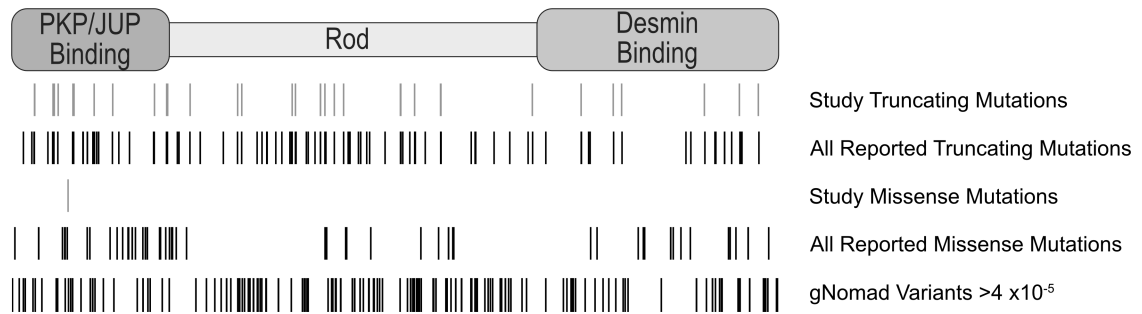 PKP/JUP
Binding
Rod
Desmin
Binding
Study Truncating Mutations
All Reported Truncating Mutations
Study Missense Mutations
All Reported Missense Mutations
gNomad Variants >4 x10⁻⁵